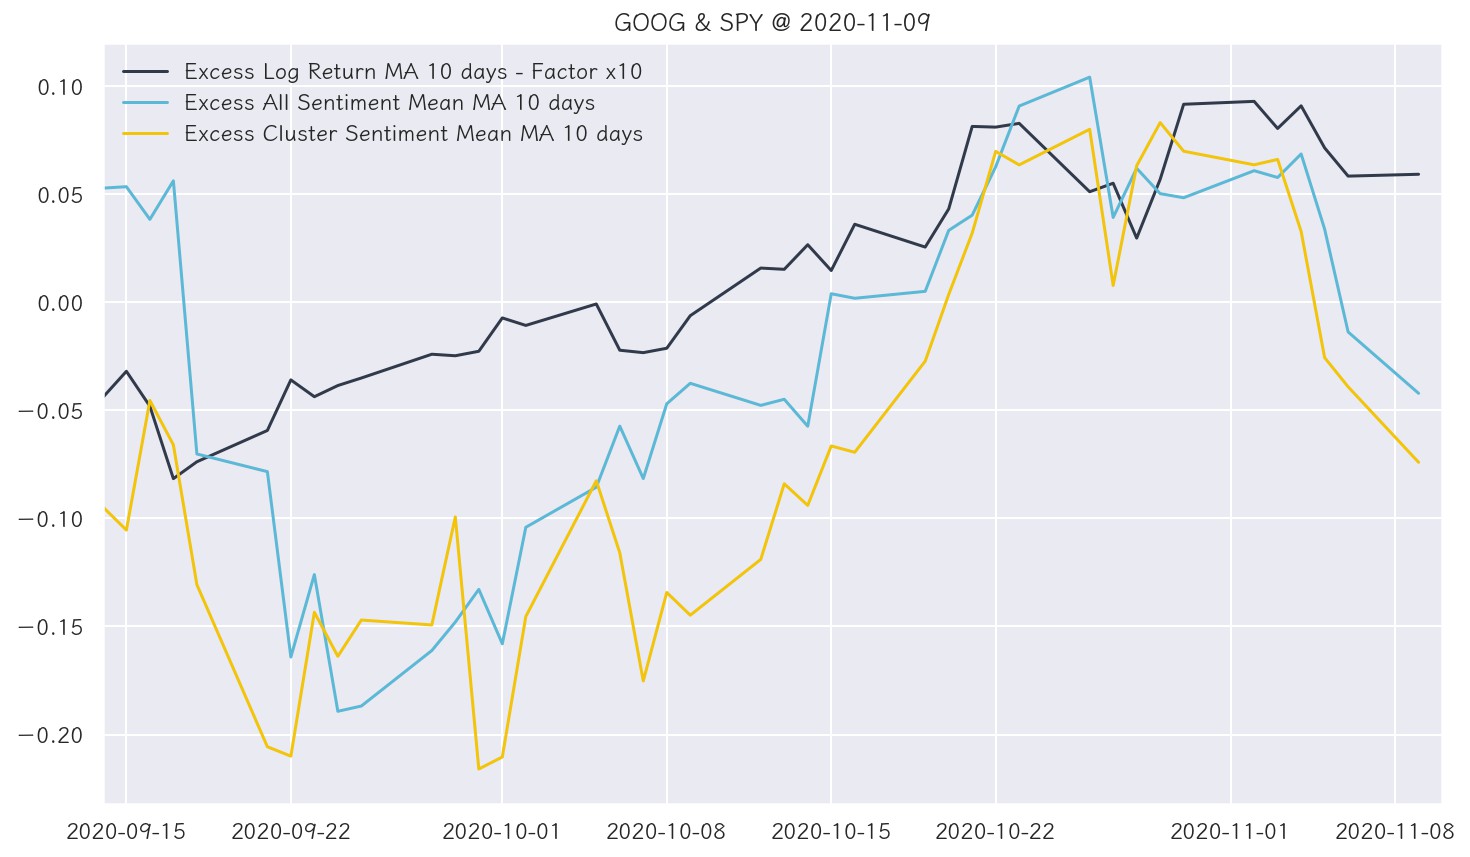 GOOG & SPY @ 2020-11-09
Excess Log Return MA 10 days - Factor x10
Excess All Sentiment Mean MA 10 days
Excess Cluster Sentiment Mean MA 10 days
0.10
0.05
0.00
−0.05
−0.10
−0.15
−0.20
2020-09-15 2020-09-22 2020-10-01 2020-10-08 2020-10-15 2020-10-22 2020-11-01 2020-11-08